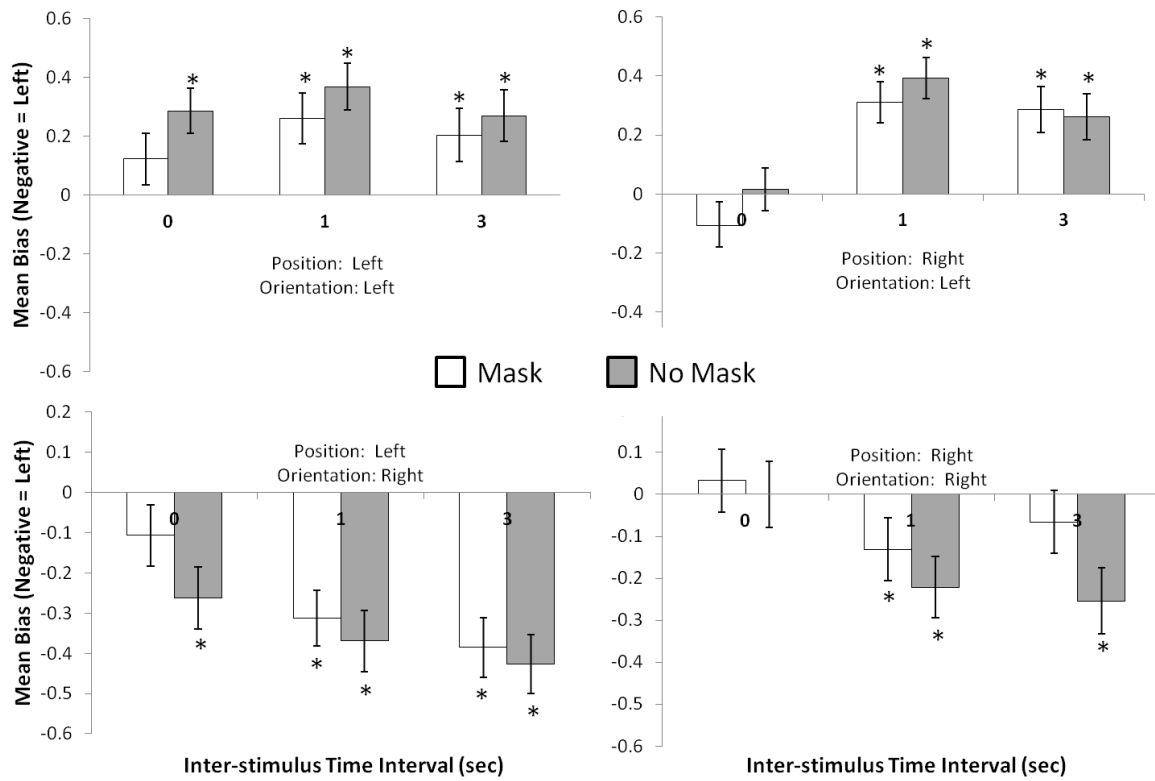 Mean Bias (Negative = Left)
0.6
0.4
0.2
0
-0.2
-0.4
-0.6
* * * * *
0 1 3
Position: Left
Orientation: Left
0.6
0.4
0.2
0
-0.2
-0.4
-0.6
* * * *
0 1 3
Position: Right
Orientation: Left
Mask No Mask
Mean Bias (Negative = Left)
0.2
0.1
0
-0.1
-0.2
-0.3
-0.4
-0.5
-0.6
Position: Left
Orientation: Right
0 1 3
* * * * *
Inter-stimulus Time Interval (sec)
0.1
0
-0.1
-0.2
-0.3
-0.4
-0.5
-0.6
Position: Right
Orientation: Right
0 1 3
* * *
Inter-stimulus Time Interval (sec)